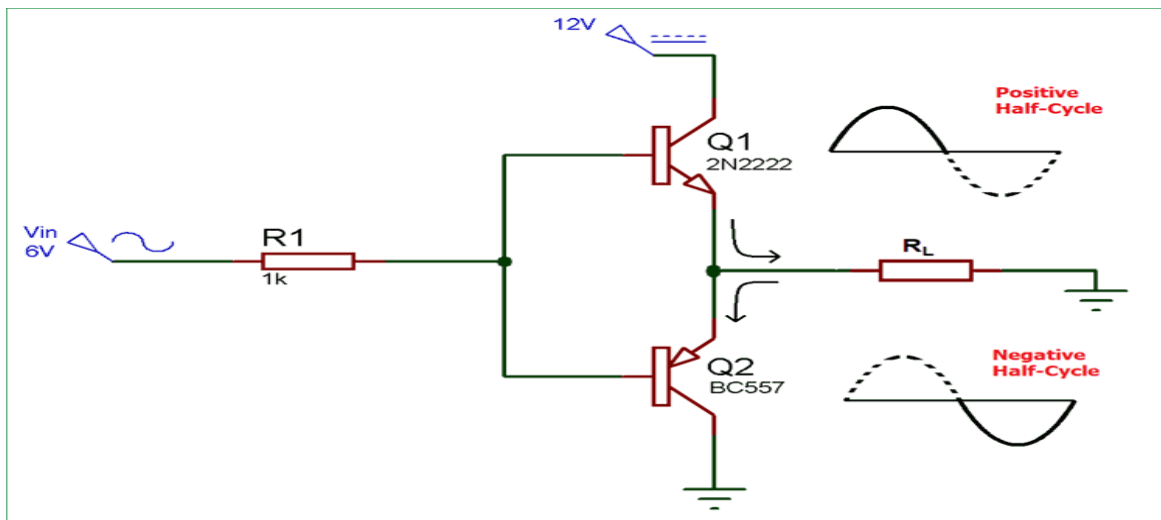 12V
Positive
Half-Cycle
Q1
2N2222
Vin
6V
R1
1k
RL
Q2
BC557
Negative
Half-Cycle